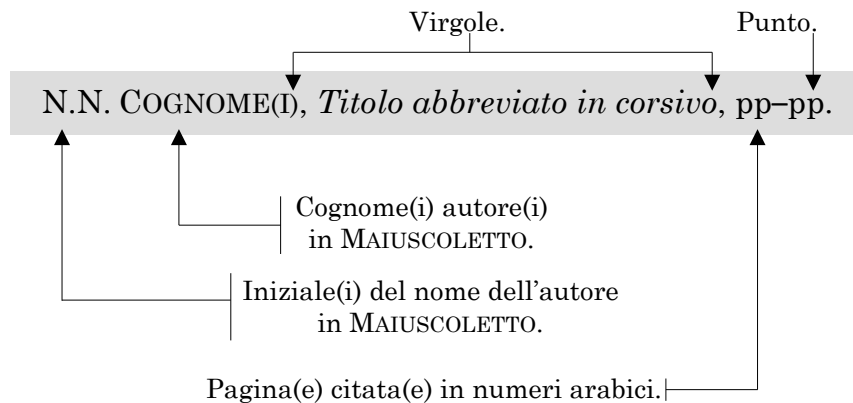 Virgole. Punto.
N.N. COGNOME(I), Titolo abbreviato in corsivo, pp–pp.
Cognome(i) autore(i)
in MAIUSCOLETTO.
Iniziale(i) del nome dell’autore
in MAIUSCOLETTO.
Pagina(e) citata(e) in numeri arabici.